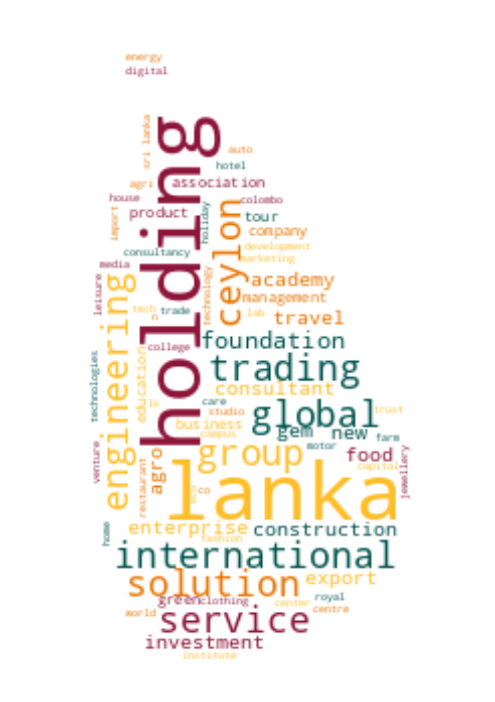 energy
digital
holding
sri lanka
auto
hotel
agri
association
house
colombo
import
product
holiday
ceylon
tour
company
consultancy
development
marketing
media
leisure
engineering
technology
academy
management
tech
n
trade
lab
travel
foundation
college
technologies
education
trading
consultant
lk
care
studio
global
trust
business
campus
gem
new
farm
venture
restaurant
agro
group
motor
food
capital
jewellery
lanka
eco
co
home
enterprise
construction
fashion
international
solution
export
green
clothing
center
royal
centre
world
service
investment
institute